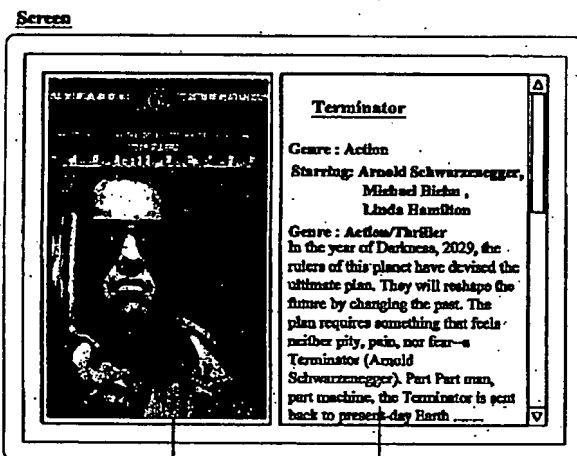 Screen
Terminator
Genre : Action
Starring: Arnold Schwarzenegger,
Michael Biehn ,
Linda Hamilton
Genre : Action/Thriller
In the year of Darkness, 2029, the
rulers of this planet have devised the
ultimate plan. They will reshape the
future by changing the past. The
plan requires something that feels
neither pity, pain, nor fear--a
Terminator (Arnold
Schwarzenegger). Part Part man,
part machine, the Terminator is sent
back to present-day Earth .......